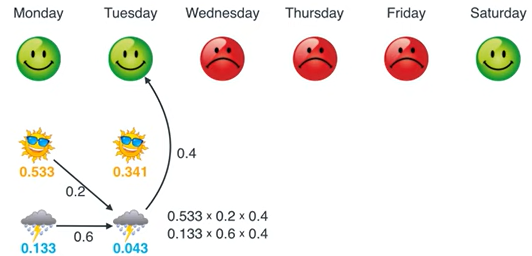 Monday Tuesday Wednesday Thursday Friday Saturday
0.4
0.533 0.341
0.2
0.533 x 0.2 x 0.4
0.133 x 0.6 x 0.4
0.6
0.133 0.043